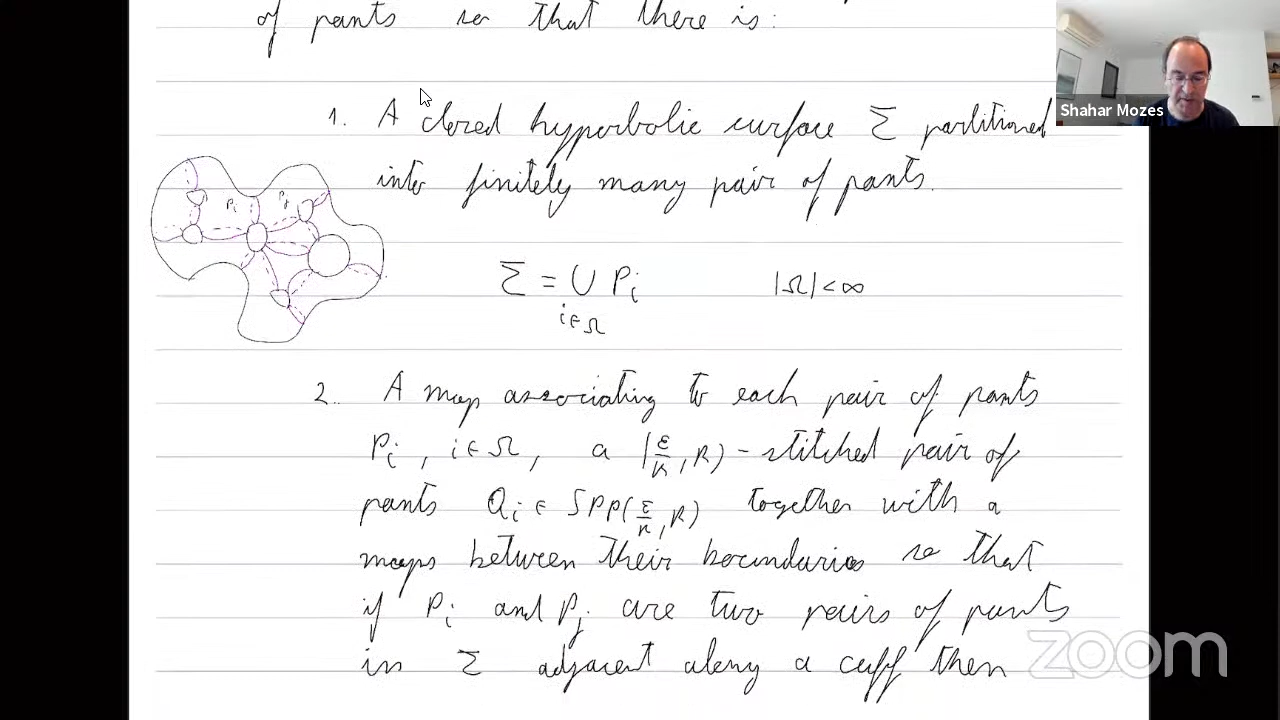 of pants so that there is:
Shahar Mozes
1. A closed hyperbolic surface Σ partitioned
into finitely many pair of pants.
P_i P_j
Σ = ∪ P_i |Ω| < ∞
i∈Ω
2. A map associating to each pair of pants
P_i, i∈Ω, a (ε/R, R) - stitched pair of
pants Q_i ∈ SPP(ε/R, R) together with a
maps between their boundaries so that
if P_i and P_j are two pairs of pants
in Σ adjacent along a cuff then
zoom